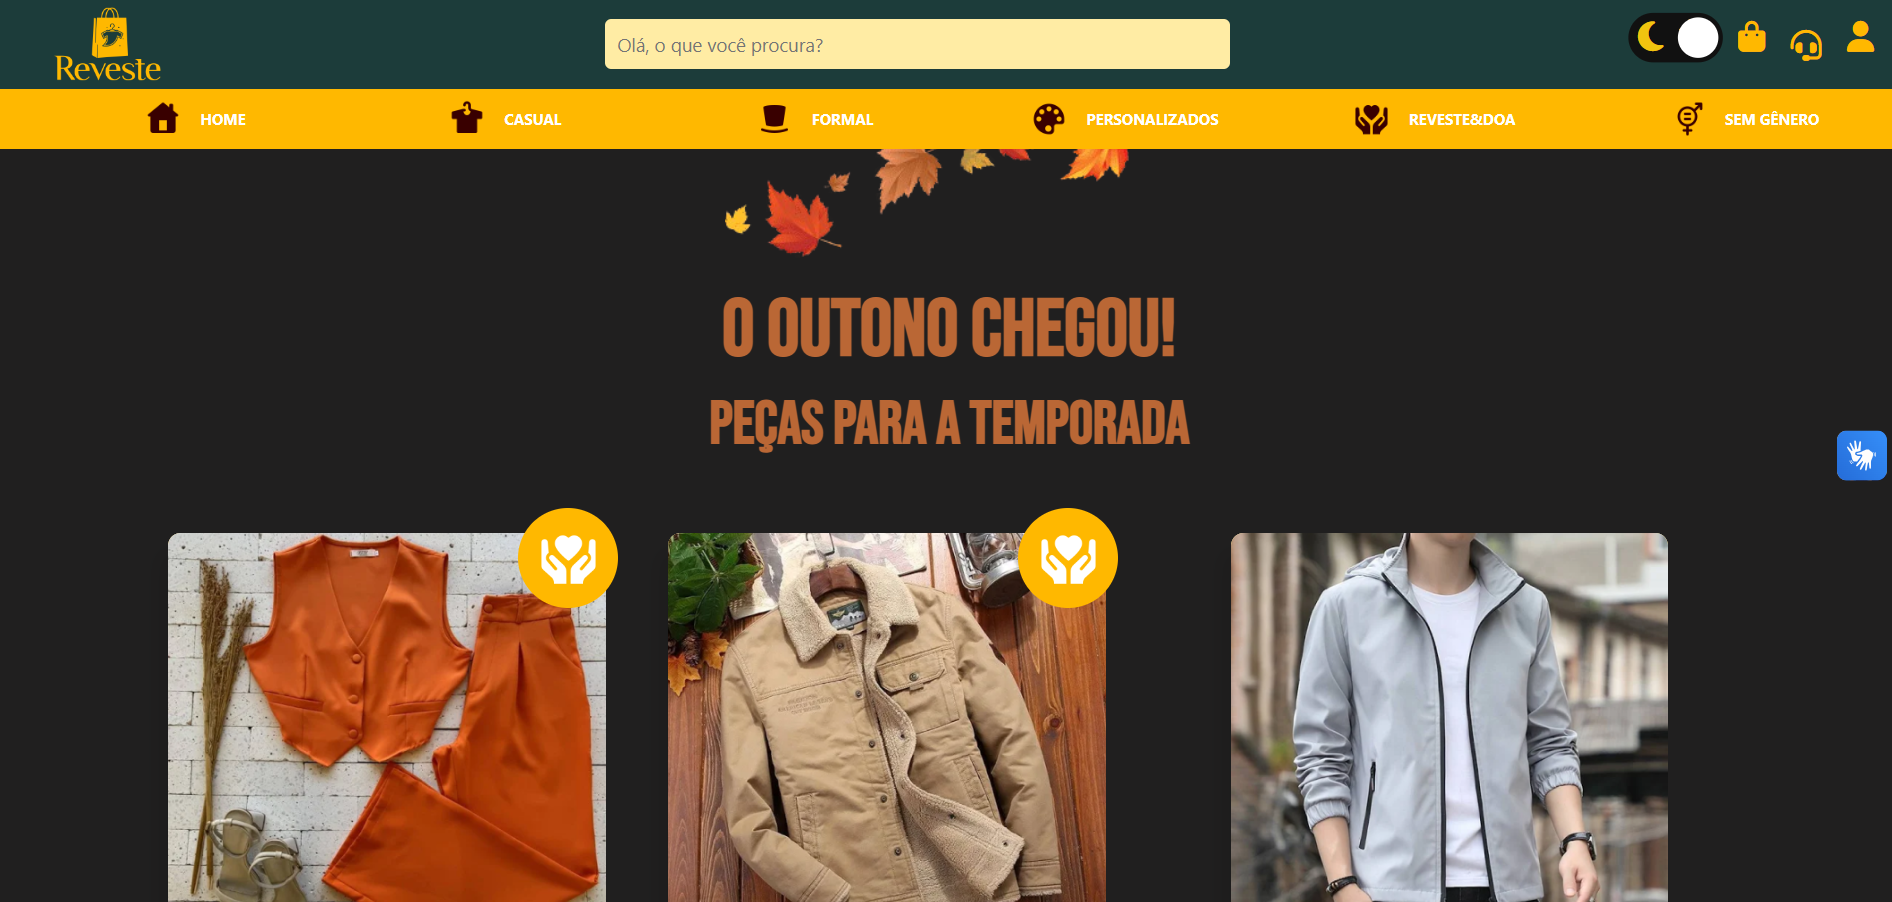 Reveste
Olá, o que você procura?
HOME
CASUAL
FORMAL
PERSONALIZADOS
REVESTE&DOA
SEM GÊNERO
O OUTONO CHEGOU!
PEÇAS PARA A TEMPORADA